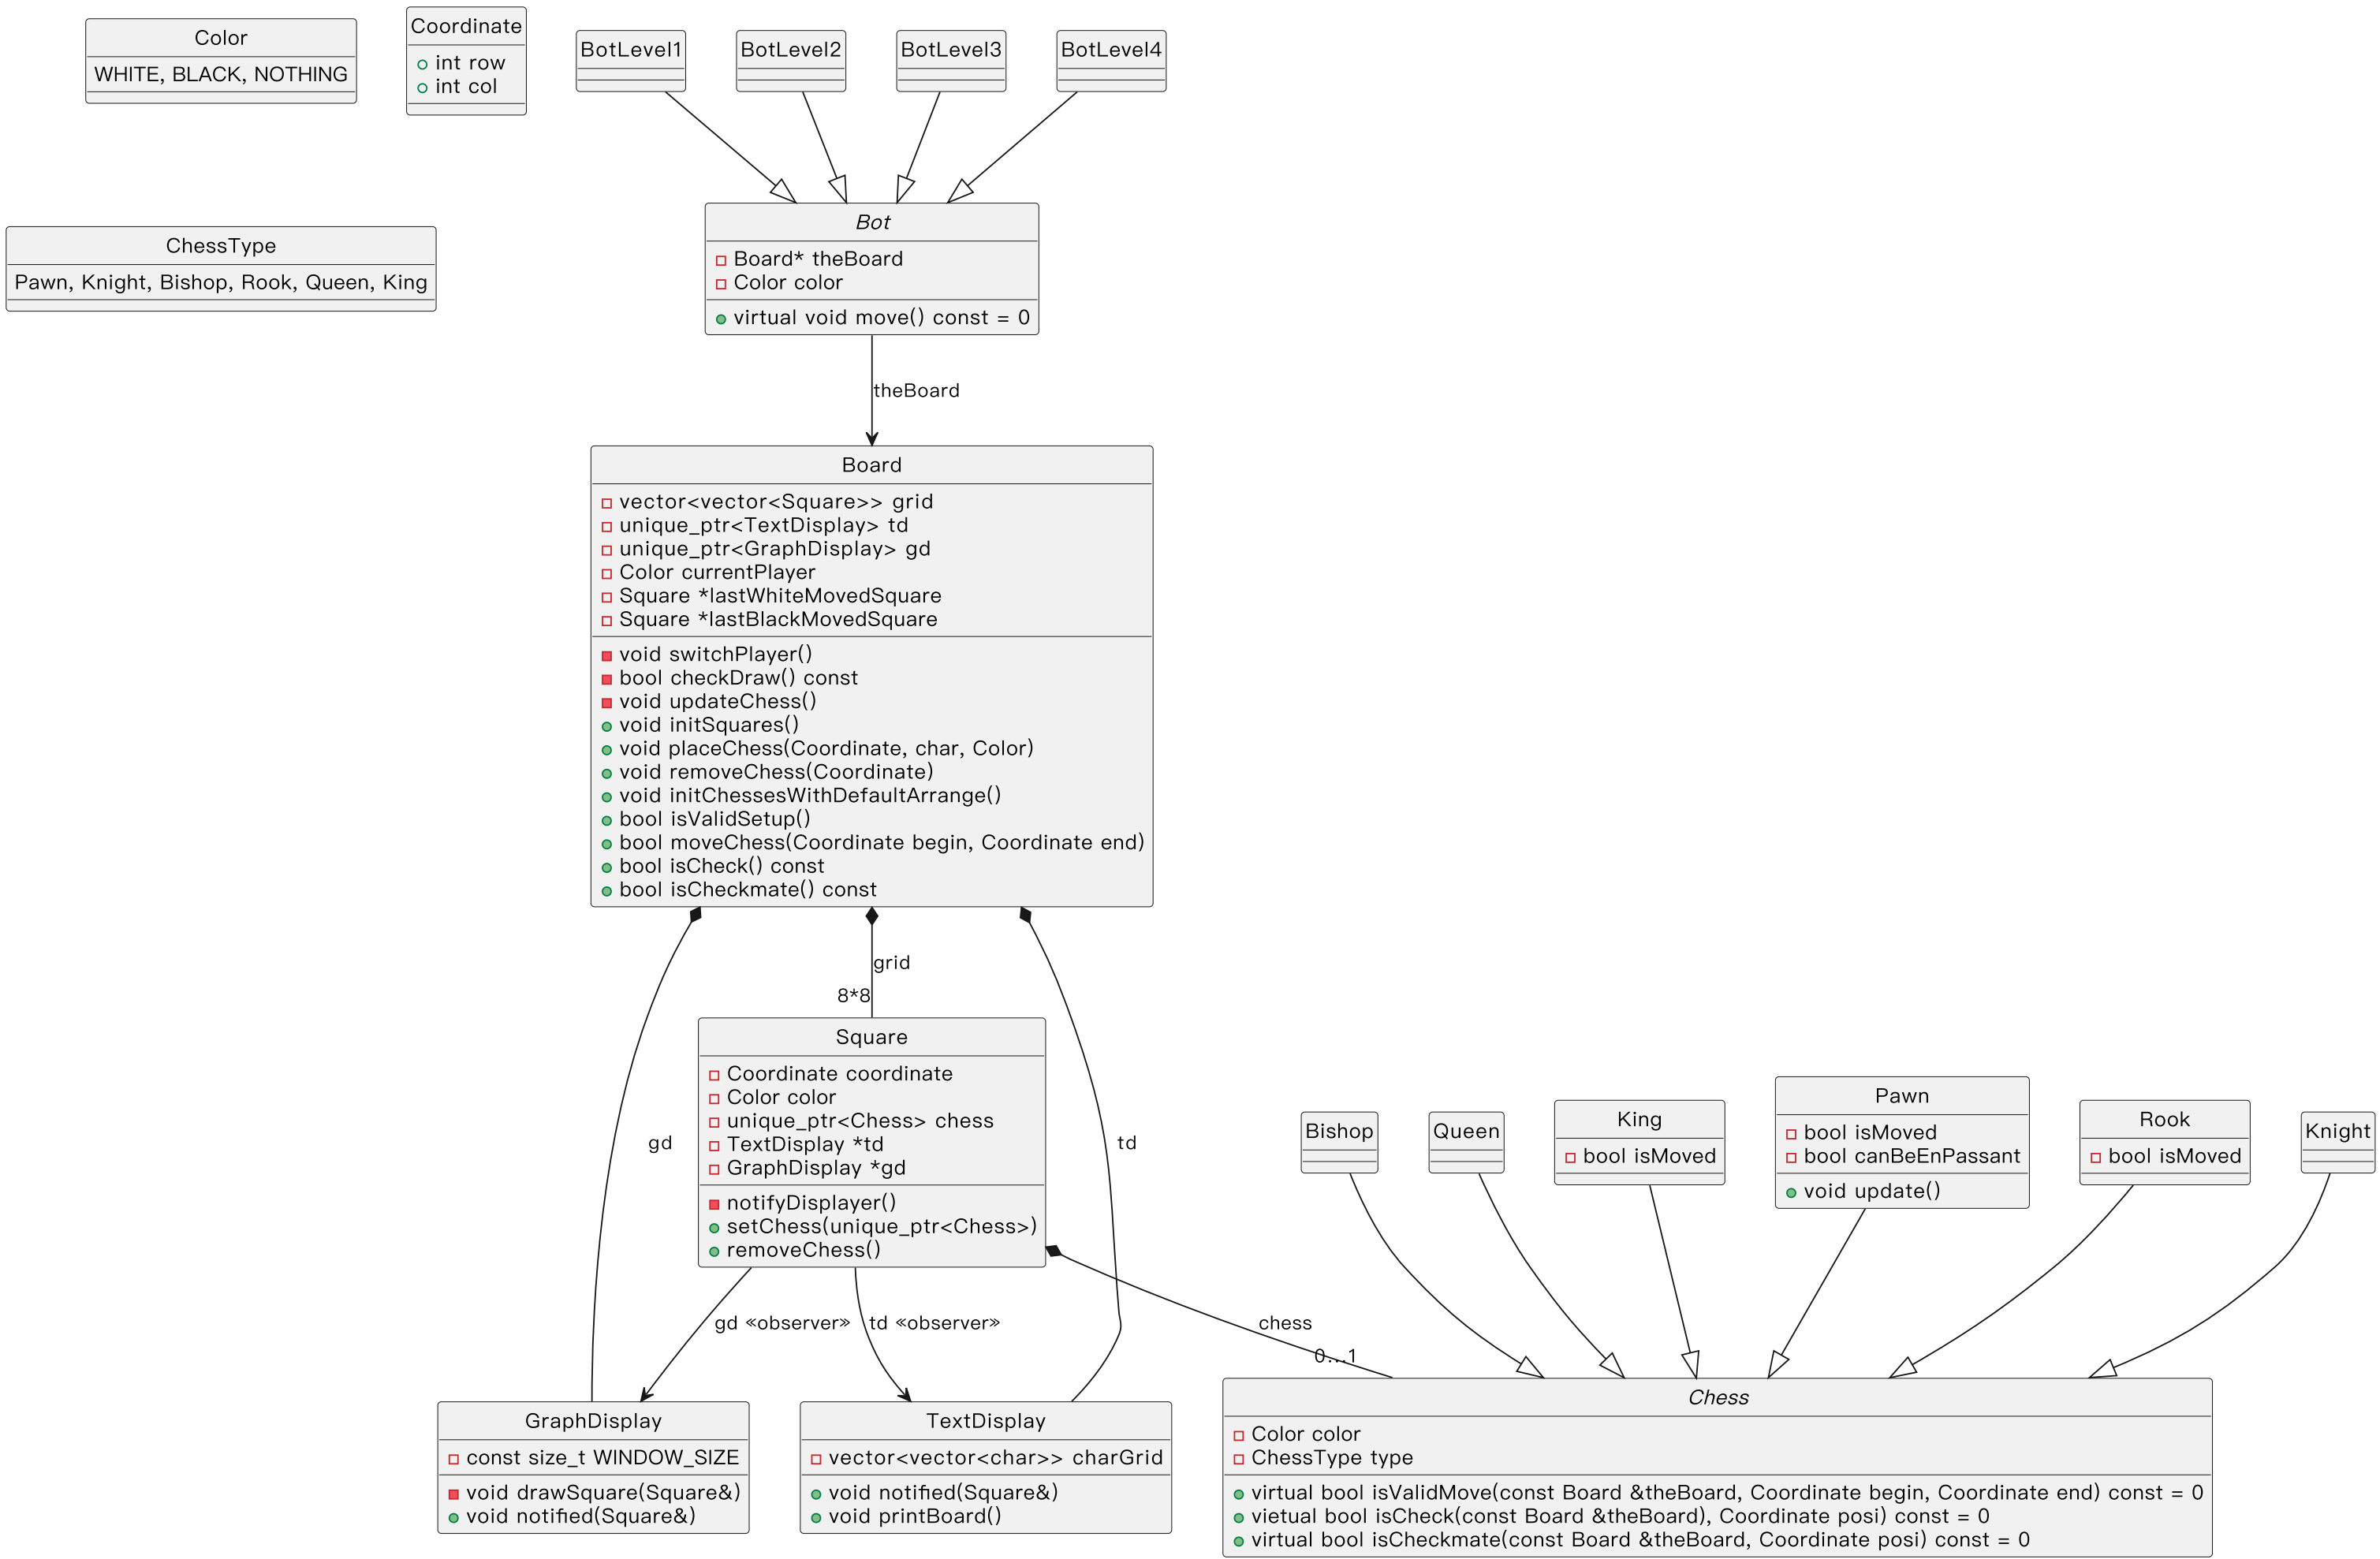 Color
WHITE, BLACK, NOTHING
Coordinate
int row
int col
BotLevel1
BotLevel2
BotLevel3
BotLevel4
ChessType
Pawn, Knight, Bishop, Rook, Queen, King
Bot
Board* theBoard
Color color
virtual void move() const = 0
theBoard
Board
vector<vector<Square>> grid
unique_ptr<TextDisplay> td
unique_ptr<GraphDisplay> gd
Color currentPlayer
Square *lastWhiteMovedSquare
Square *lastBlackMovedSquare
void switchPlayer()
bool checkDraw() const
void updateChess()
void initSquares()
void placeChess(Coordinate, char, Color)
void removeChess(Coordinate)
void initChessesWithDefaultArrange()
bool isValidSetup()
bool moveChess(Coordinate begin, Coordinate end)
bool isCheck() const
bool isCheckmate() const
grid
8*8
gd
td
Square
Coordinate coordinate
Color color
unique_ptr<Chess> chess
TextDisplay *td
GraphDisplay *gd
notifyDisplayer()
setChess(unique_ptr<Chess>)
removeChess()
Bishop
Queen
King
bool isMoved
Pawn
bool isMoved
bool canBeEnPassant
void update()
Rook
bool isMoved
Knight
gd «observer»
td «observer»
chess
0...1
GraphDisplay
const size_t WINDOW_SIZE
void drawSquare(Square&)
void notified(Square&)
TextDisplay
vector<vector<char>> charGrid
void notified(Square&)
void printBoard()
Chess
Color color
ChessType type
virtual bool isValidMove(const Board &theBoard, Coordinate begin, Coordinate end) const = 0
vietual bool isCheck(const Board &theBoard), Coordinate posi) const = 0
virtual bool isCheckmate(const Board &theBoard, Coordinate posi) const = 0